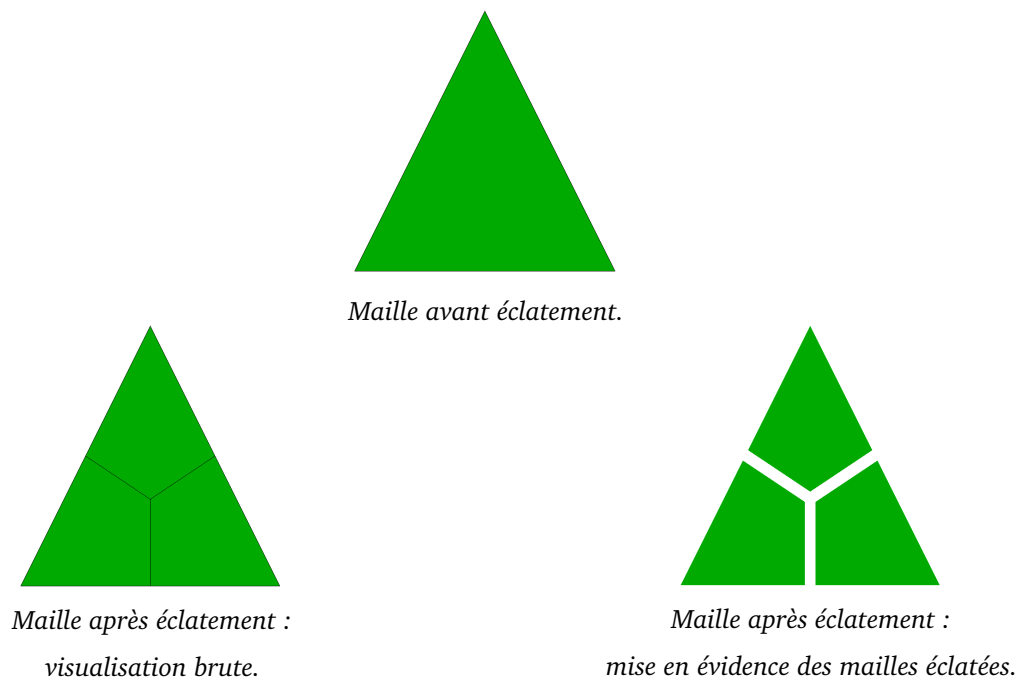 Maille avant éclatement.
Maille après éclatement :
visualisation brute.
Maille après éclatement :
mise en évidence des mailles éclatées.